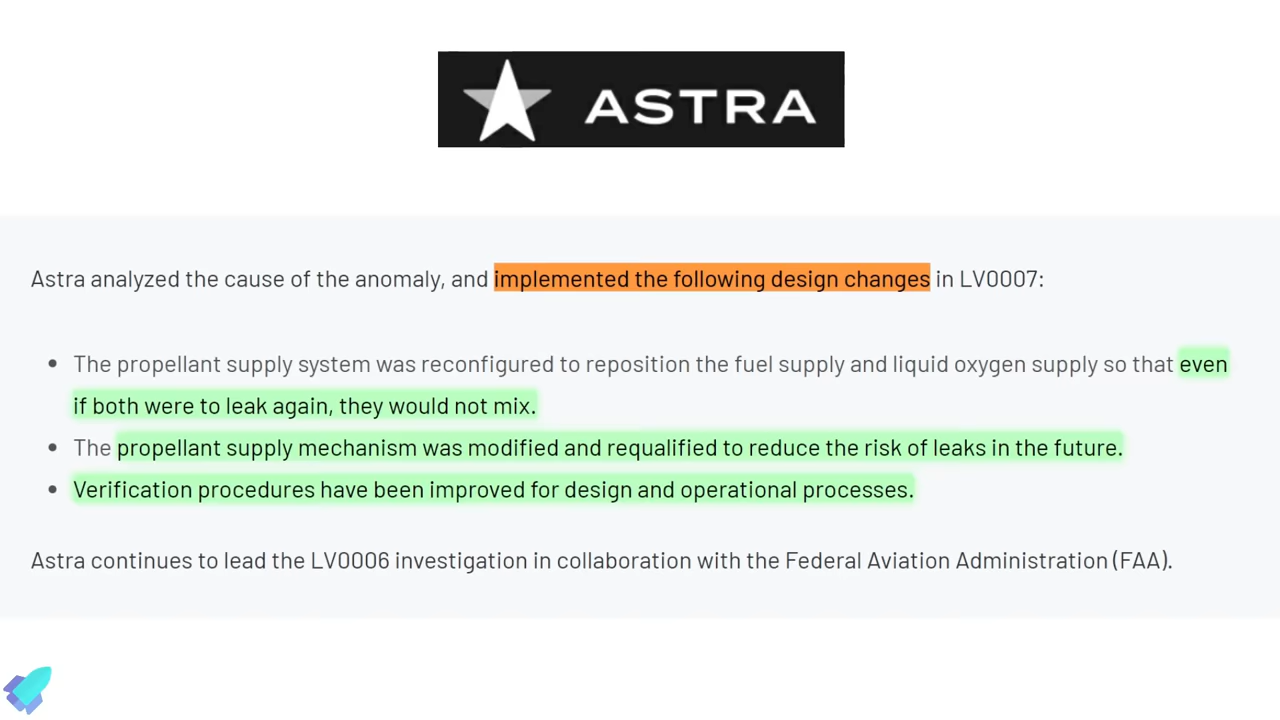 ASTRA
Astra analyzed the cause of the anomaly, and implemented the following design changes in LV0007:
• The propellant supply system was reconfigured to reposition the fuel supply and liquid oxygen supply so that even
if both were to leak again, they would not mix.
• The propellant supply mechanism was modified and requalified to reduce the risk of leaks in the future.
• Verification procedures have been improved for design and operational processes.
Astra continues to lead the LV0006 investigation in collaboration with the Federal Aviation Administration (FAA).